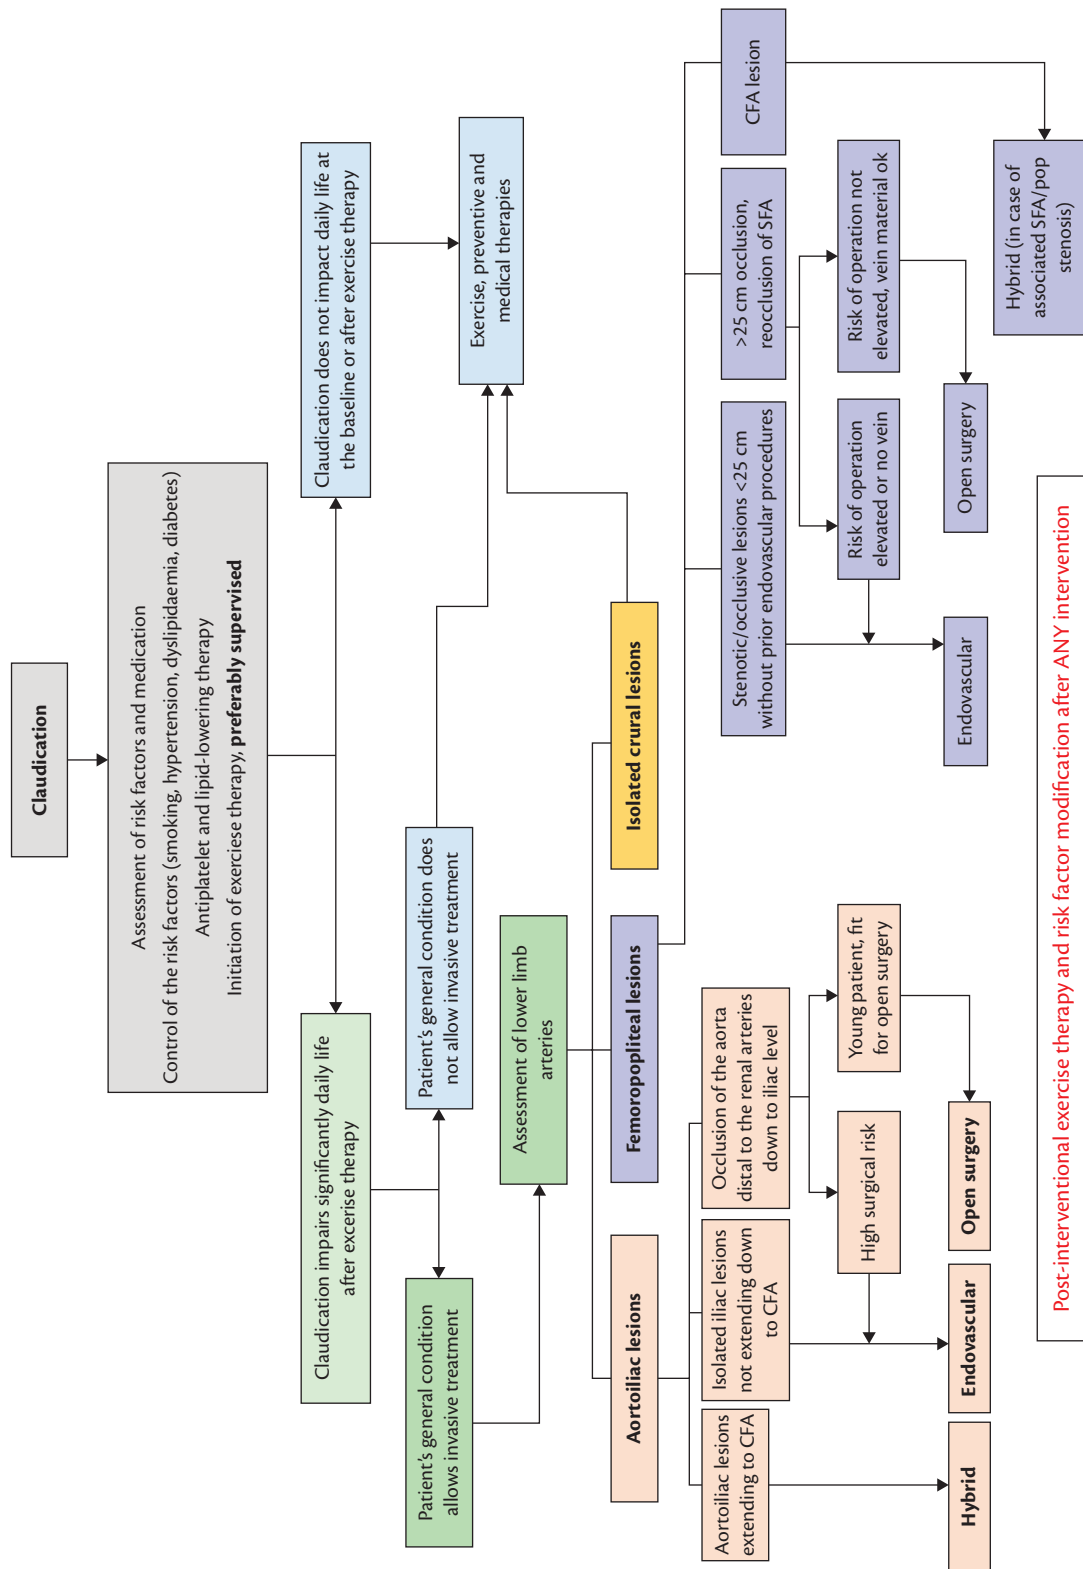 Claudication
Assessment of risk factors and medication
Control of the risk factors (smoking, hypertension, dyslipidaemia, diabetes)
Antiplatelet and lipid-lowering therapy
Initiation of exerciese therapy, preferably supervised
Claudication impairs significantly daily life
after excerise therapy
Claudication does not impact daily life at
the baseline or after exercise therapy
Patient's general condition
allows invasive treatment
Patient's general condition does
not allow invasive treatment
Exercise, preventive and
medical therapies
Assessment of lower limb
arteries
Aortoiliac lesions
Femoropopliteal lesions
Isolated crural lesions
Aortoiliac lesions
extending to CFA
Isolated iliac lesions
not extending down
to CFA
Occlusion of the aorta
distal to the renal arteries
down to iliac level
Stenotic/occlusive lesions <25 cm
without prior endovascular procedures
>25 cm occlusion,
reocclusion of SFA
CFA lesion
High surgical risk
Young patient, fit
for open surgery
Risk of operation
elevated or no vein
Risk of operation not
elevated, vein material ok
Hybrid
Endovascular
Open surgery
Endovascular
Open surgery
Hybrid (in case of
associated SFA/pop
stenosis)
Post-interventional exercise therapy and risk factor modification after ANY intervention